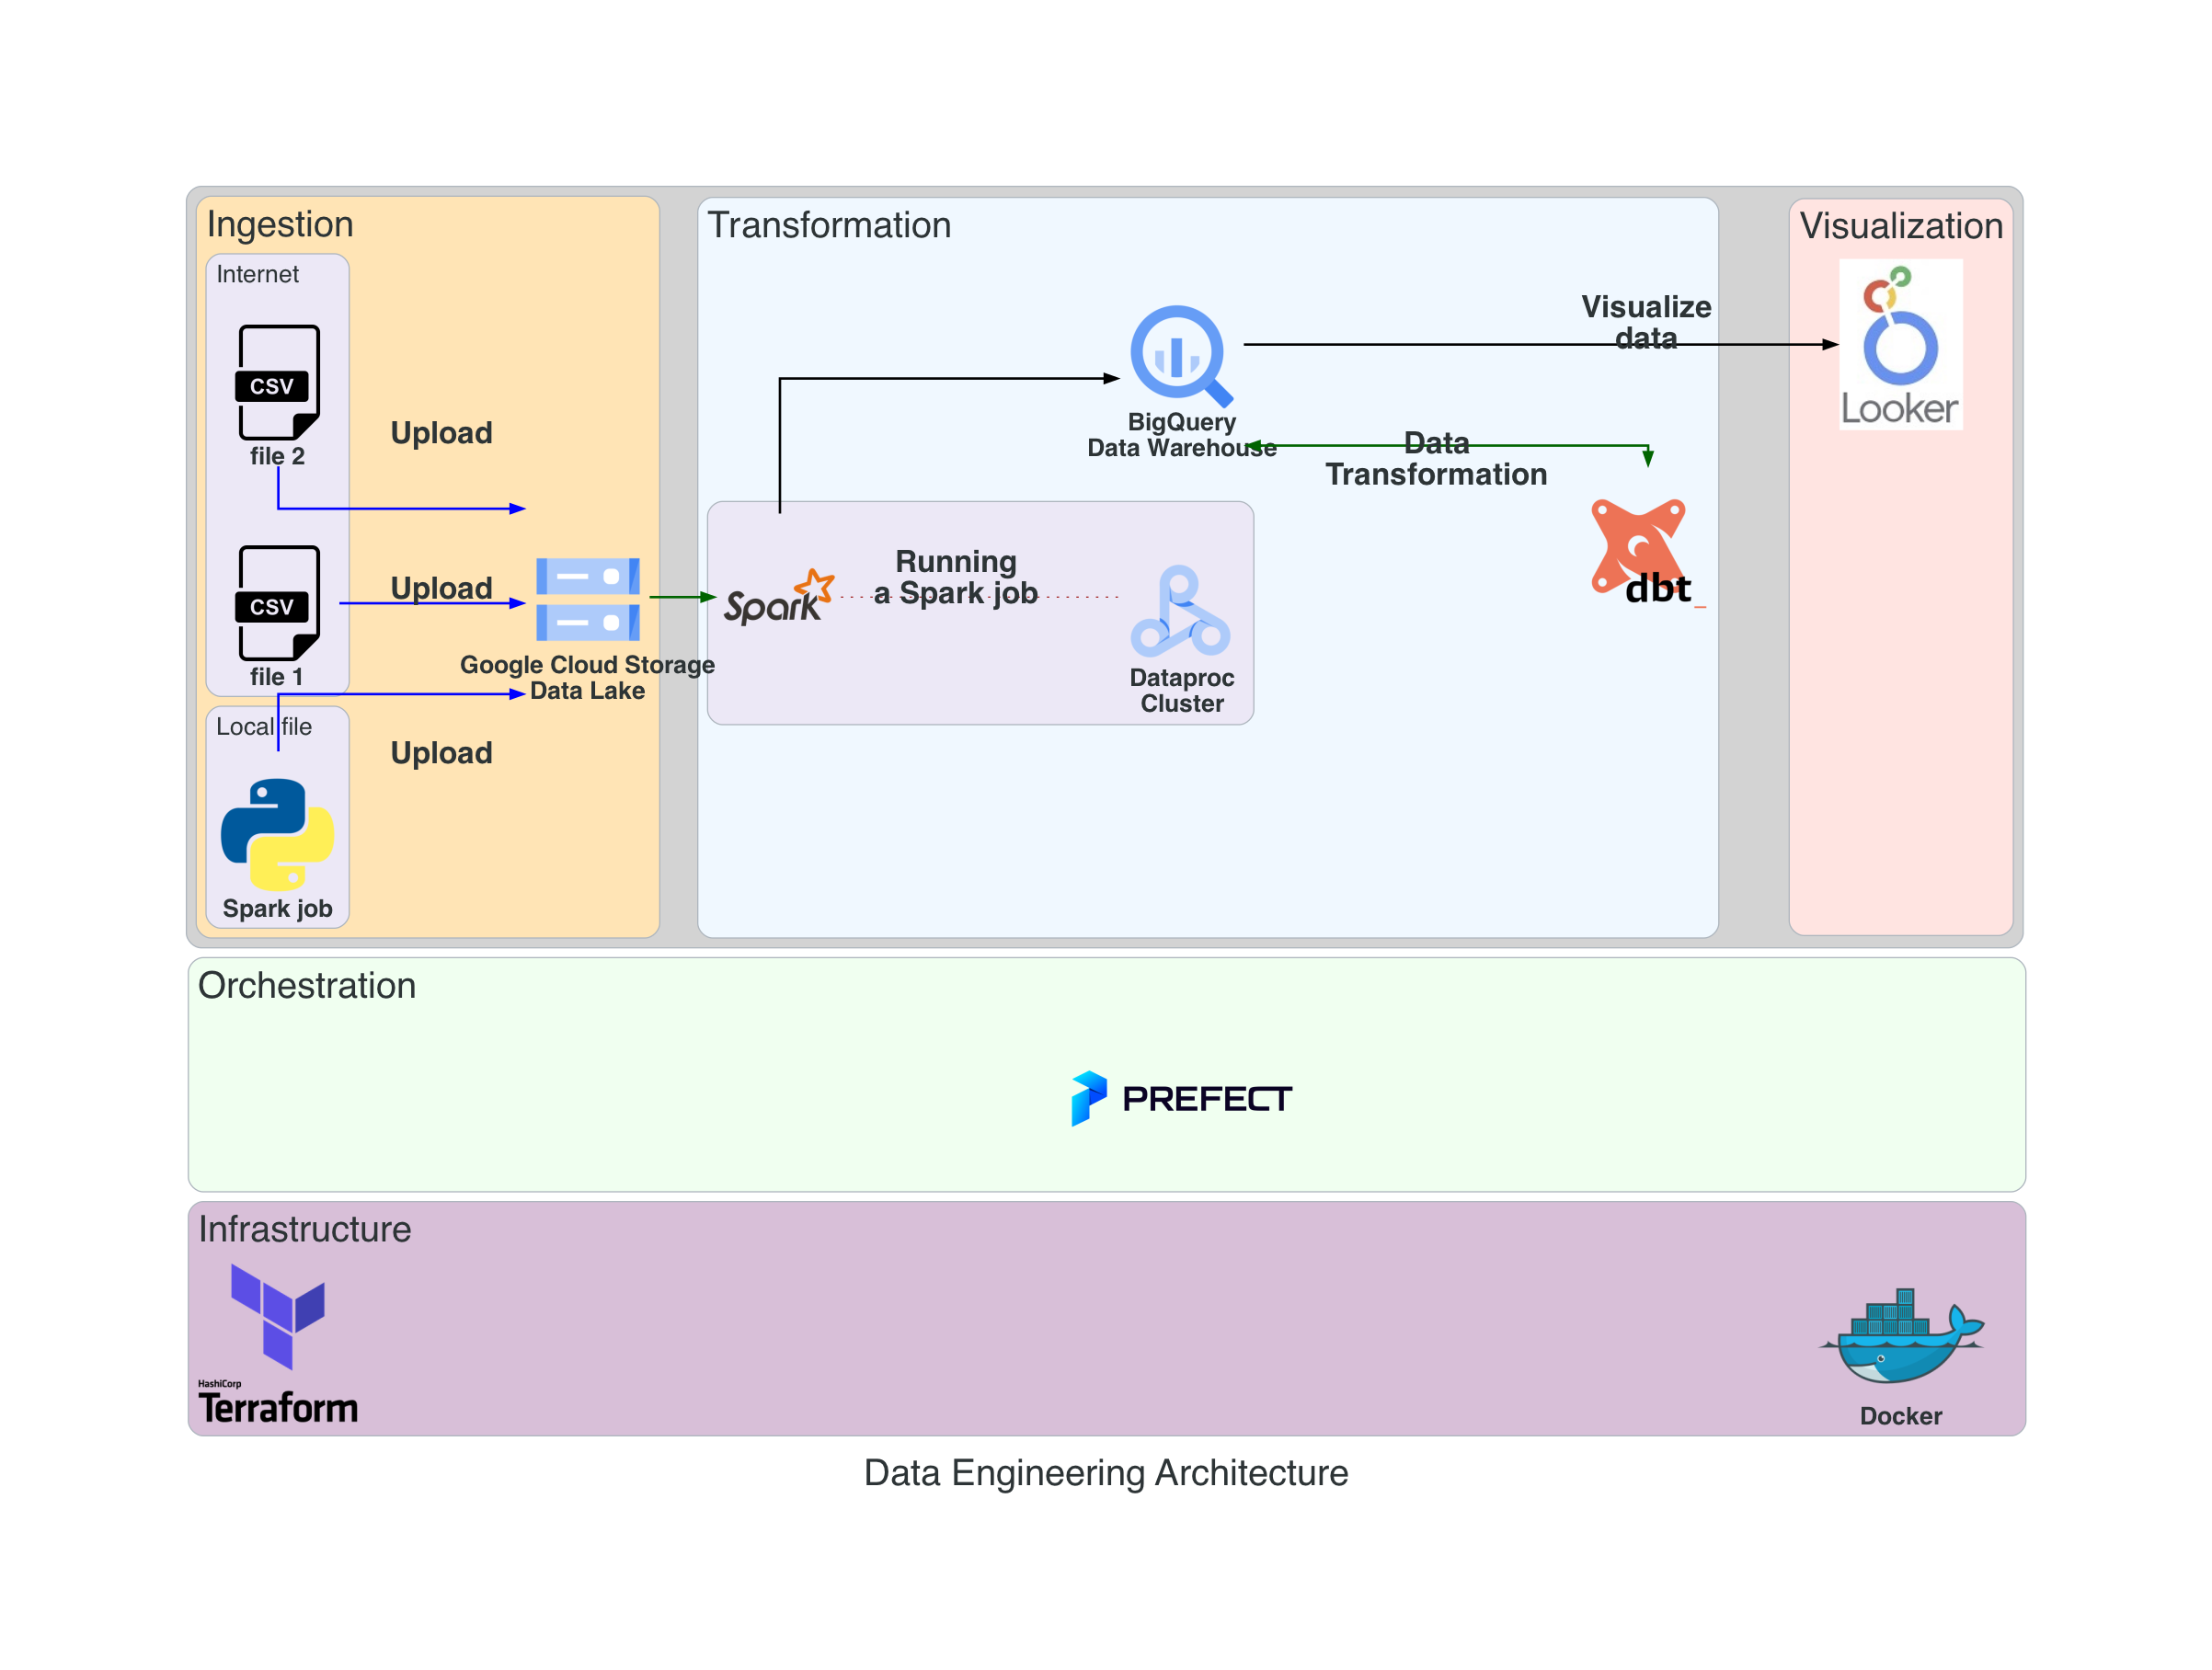 Ingestion
Internet
CSV
file 2
Upload
CSV
file 1
Upload
Google Cloud Storage
Data Lake
Local file
Upload
Spark job
Transformation
BigQuery
Data Warehouse
Visualize
data
Data
Transformation
Spark
Running
a Spark job
Dataproc
Cluster
dbt_
Visualization
Looker
Orchestration
PREFECT
Infrastructure
HashiCorp
Terraform
Docker
Data Engineering Architecture